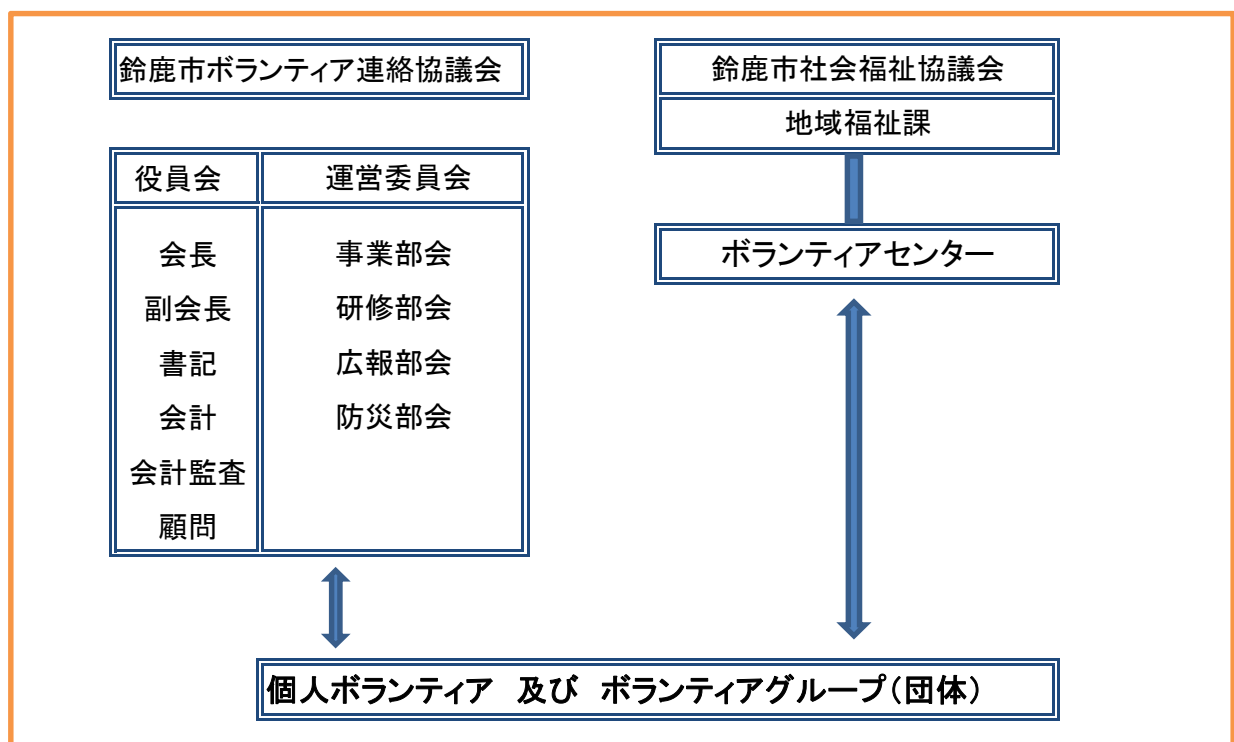 鈴鹿市ボランティア連絡協議会
役員会
運営委員会
会長
副会長
書記
会計
会計監査
顧問
事業部会
研修部会
広報部会
防災部会
鈴鹿市社会福祉協議会
地域福祉課
ボランティアセンター
個人ボランティア 及び ボランティアグループ(団体)